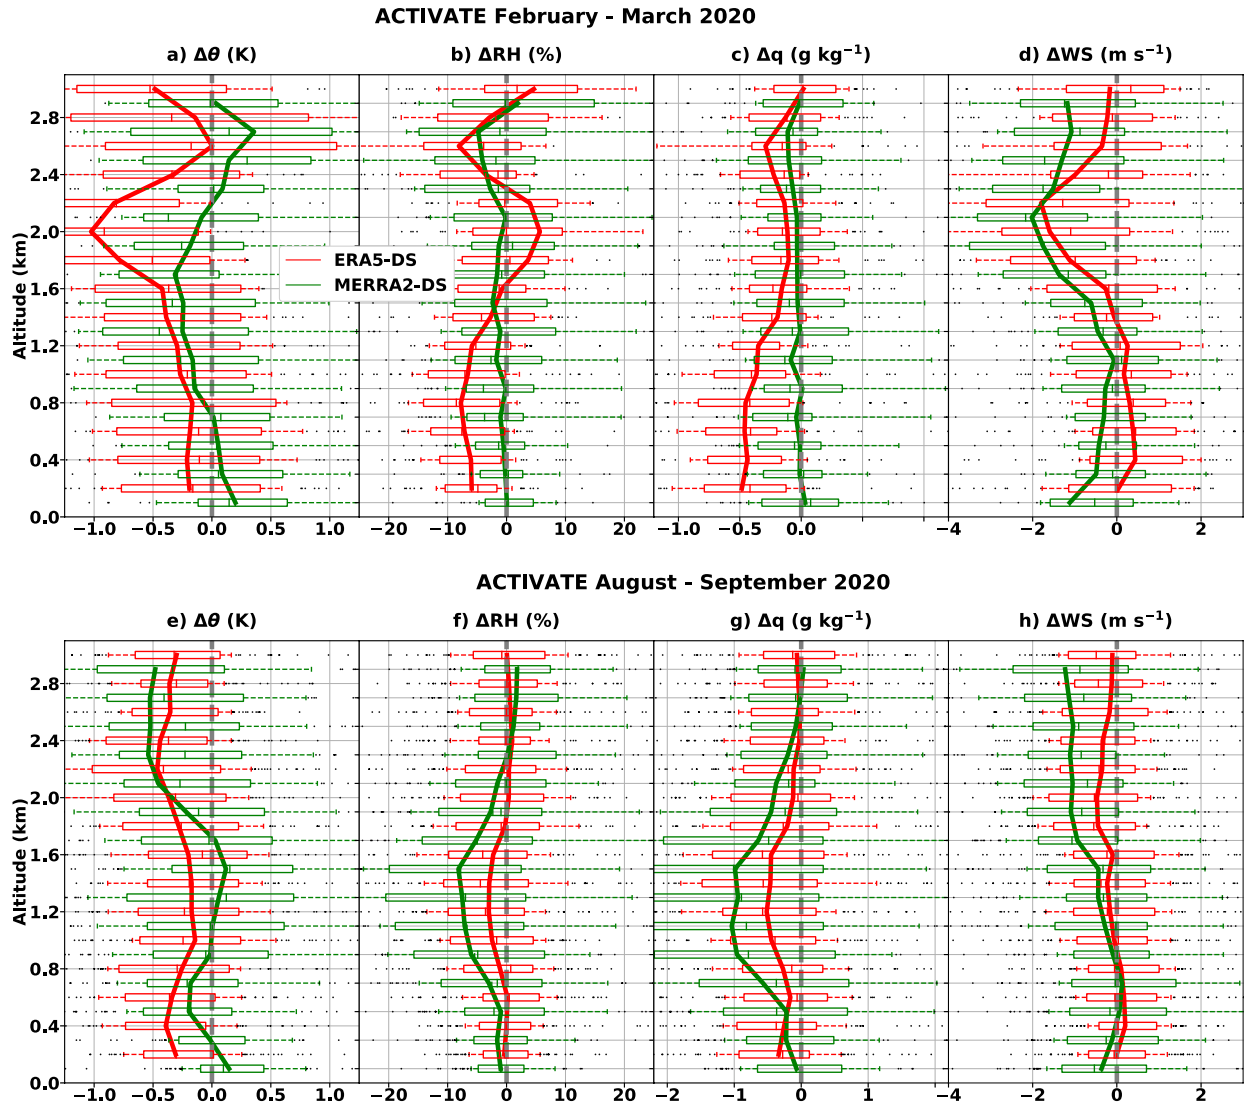 ACTIVATE February - March 2020
a) Δθ (K)
b) ΔRH (%)
c) Δq (g kg⁻¹)
d) ΔWS (m s⁻¹)
Altitude (km)
2.8
2.4
2.0
1.6
1.2
0.8
0.4
0.0
ERA5-DS
MERRA2-DS
−1.0 −0.5 0.0 0.5 1.0
−20 −10 0 10 20
−1.0 −0.5 0.0
−4 −2 0 2
ACTIVATE August - September 2020
e) Δθ (K)
f) ΔRH (%)
g) Δq (g kg⁻¹)
h) ΔWS (m s⁻¹)
Altitude (km)
2.8
2.4
2.0
1.6
1.2
0.8
0.4
0.0
−1.0 −0.5 0.0 0.5 1.0
−20 −10 0 10 20
−2 −1 0 1 2
−4 −2 0 2